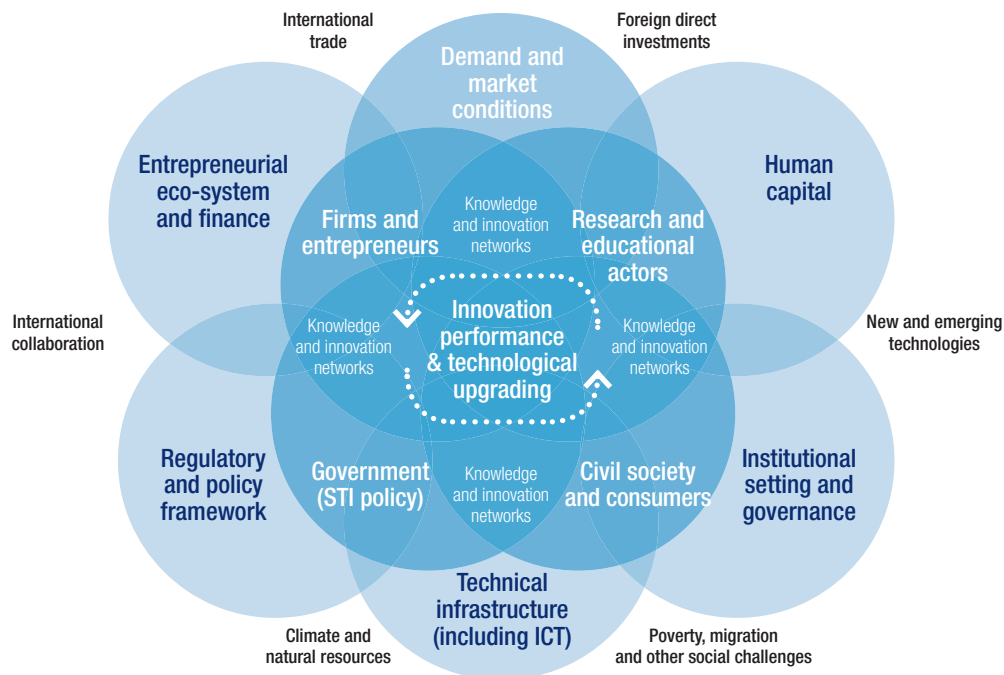 International
trade
Foreign direct
investments
Demand and
market
conditions
Entrepreneurial
eco-system
and finance
Human
capital
Firms and
entrepreneurs
Knowledge
and innovation
networks
Research and
educational
actors
International
collaboration
Knowledge
and innovation
networks
Innovation
performance
& technological
upgrading
Knowledge
and innovation
networks
New and emerging
technologies
Regulatory
and policy
framework
Government
(STI policy)
Knowledge
and innovation
networks
Civil society
and consumers
Institutional
setting and
governance
Technical
infrastructure
(including ICT)
Climate and
natural resources
Poverty, migration
and other social challenges